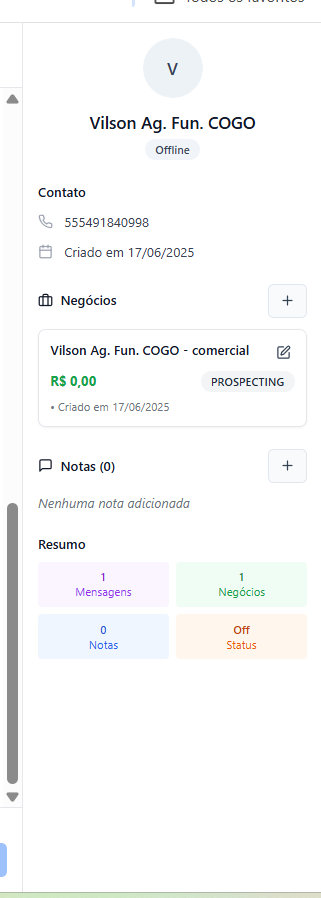 Todos os favoritos
V
Vilson Ag. Fun. COGO
Offline
Contato
555491840998
Criado em 17/06/2025
Negócios
Vilson Ag. Fun. COGO - comercial
R$ 0,00
PROSPECTING
• Criado em 17/06/2025
Notas (0)
Nenhuma nota adicionada
Resumo
1
Mensagens
1
Negócios
0
Notas
Off
Status